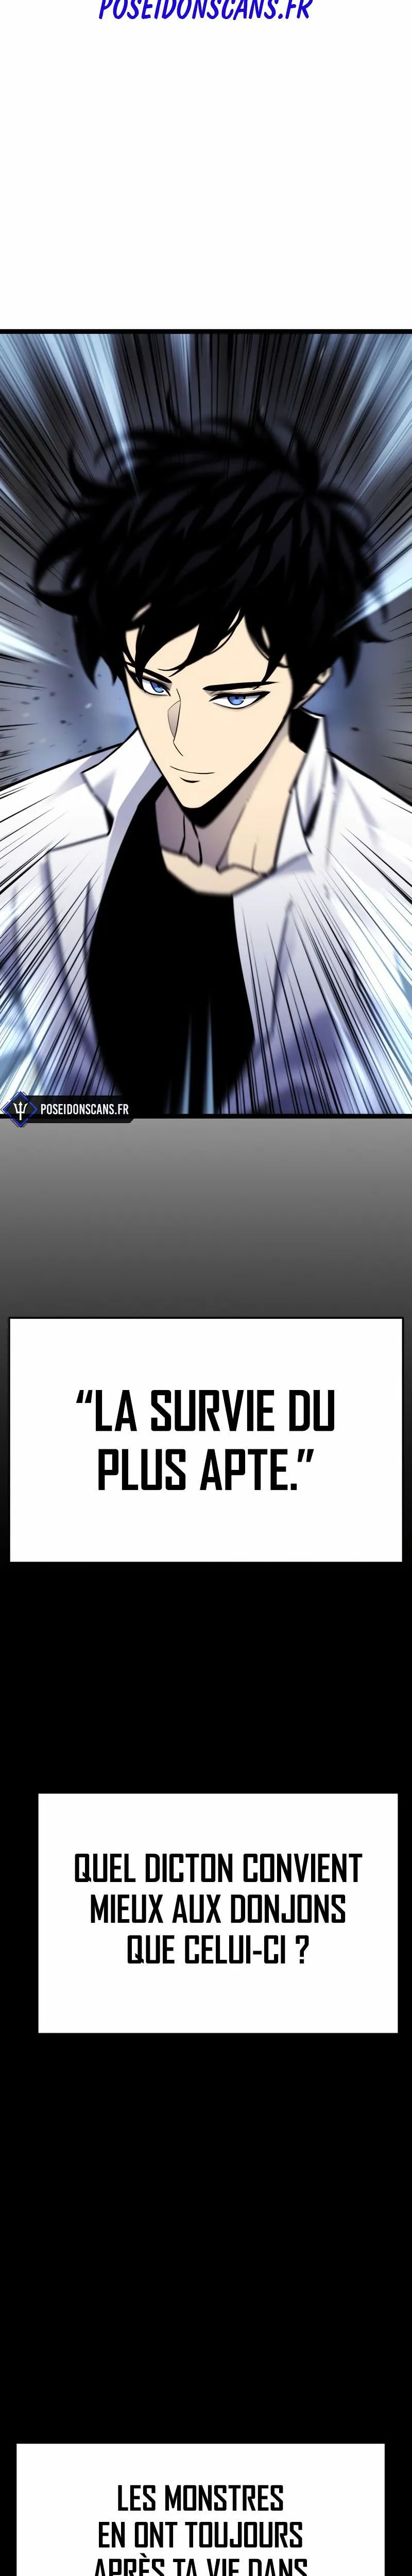 POSEIDONSCANS.FR
POSEIDONSCANS.FR
“LA SURVIE DU
PLUS APTE.”
QUEL DICTON CONVIENT
MIEUX AUX DONJONS
QUE CELUI-CI ?
LES MONSTRES
EN ONT TOUJOURS
APRÈS TA VIE DANS